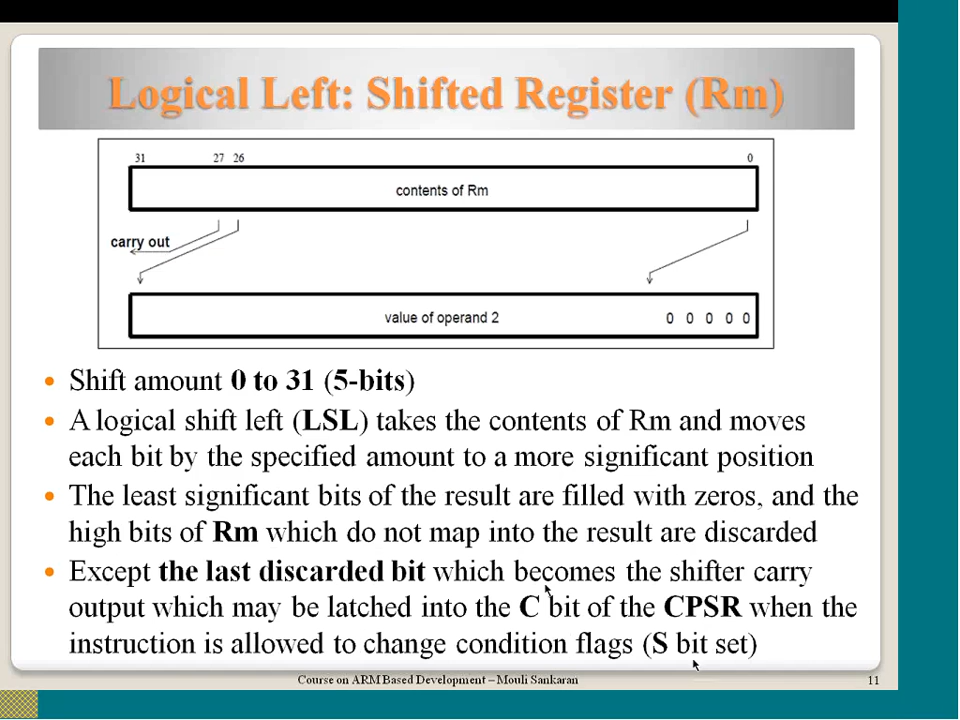 Logical Left: Shifted Register (Rm)
31 27 26 0
contents of Rm
carry out
value of operand 2 0 0 0 0 0
Shift amount 0 to 31 (5-bits)
A logical shift left (LSL) takes the contents of Rm and moves
each bit by the specified amount to a more significant position
The least significant bits of the result are filled with zeros, and the
high bits of Rm which do not map into the result are discarded
Except the last discarded bit which becomes the shifter carry
output which may be latched into the C bit of the CPSR when the
instruction is allowed to change condition flags (S bit set)
Course on ARM Based Development – Mouli Sankaran 11